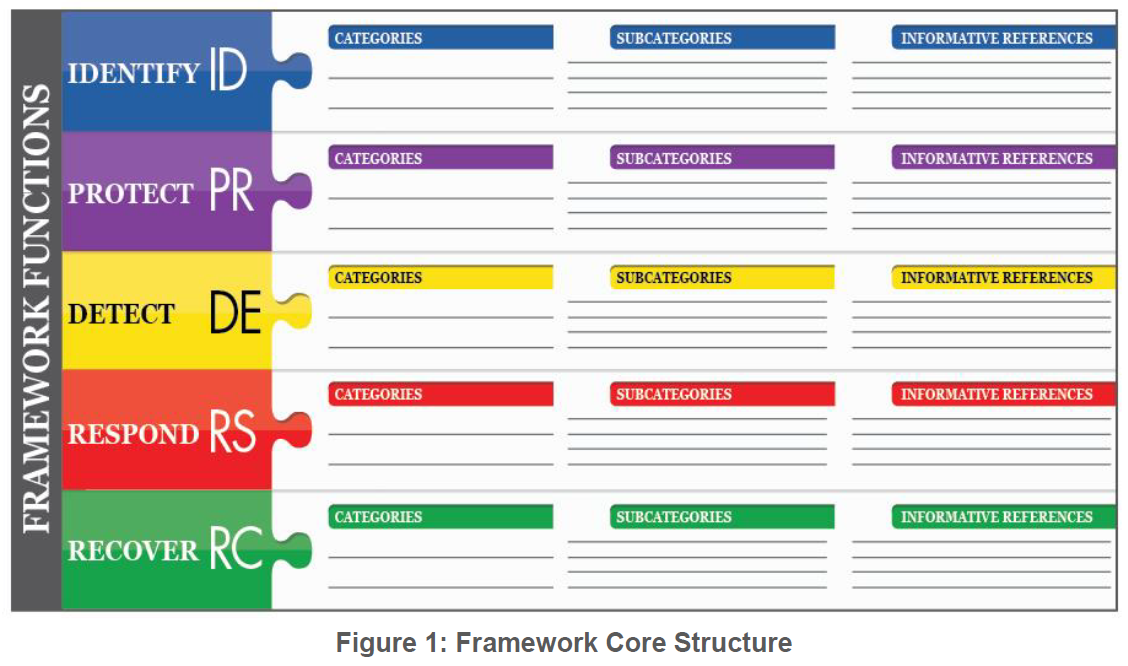 FRAMEWORK FUNCTIONS
IDENTIFY ID
CATEGORIES
SUBCATEGORIES
INFORMATIVE REFERENCES
PROTECT PR
CATEGORIES
SUBCATEGORIES
INFORMATIVE REFERENCES
DETECT DE
CATEGORIES
SUBCATEGORIES
INFORMATIVE REFERENCES
RESPOND RS
CATEGORIES
SUBCATEGORIES
INFORMATIVE REFERENCES
RECOVER RC
CATEGORIES
SUBCATEGORIES
INFORMATIVE REFERENCES
Figure 1: Framework Core Structure